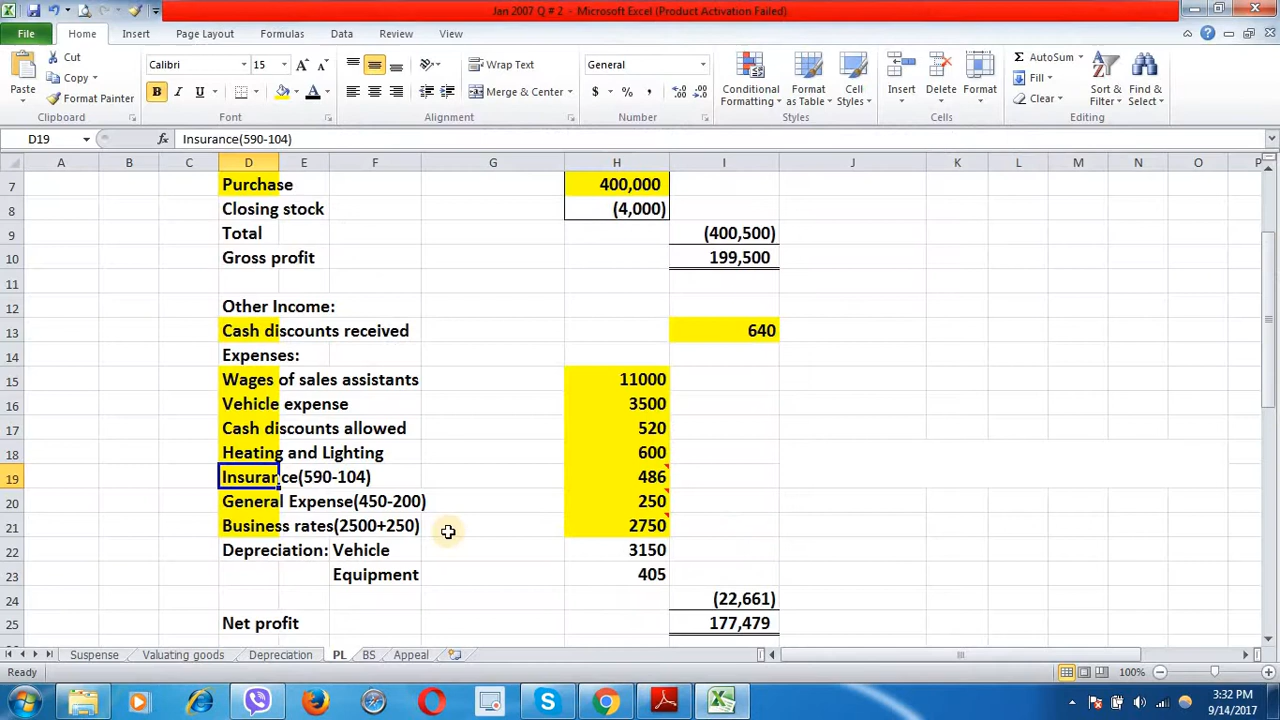 Jan 2007 Q # 2 - Microsoft Excel (Product Activation Failed)
File Home Insert Page Layout Formulas Data Review View
Cut
Copy
Format Painter
Paste
Calibri 15
General
Wrap Text
Merge & Center
Conditional Formatting
Format as Table
Cell Styles
Insert
Delete
Format
AutoSum
Fill
Clear
Sort & Filter
Find & Select
Clipboard Font Alignment Number Styles Cells Editing
D19 fx Insurance(590-104)
A B C D E F G H I J K L M N O P
7 Purchase 400,000
8 Closing stock (4,000)
9 Total (400,500)
10 Gross profit 199,500
11
12 Other Income:
13 Cash discounts received 640
14 Expenses:
15 Wages of sales assistants 11000
16 Vehicle expense 3500
17 Cash discounts allowed 520
18 Heating and Lighting 600
19 Insurance(590-104) 486
20 General Expense(450-200) 250
21 Business rates(2500+250) 2750
22 Depreciation: Vehicle 3150
23 Equipment 405
24 (22,661)
25 Net profit 177,479
Suspense Valuating goods Depreciation PL BS Appeal
Ready 100%
3:32 PM
9/14/2017